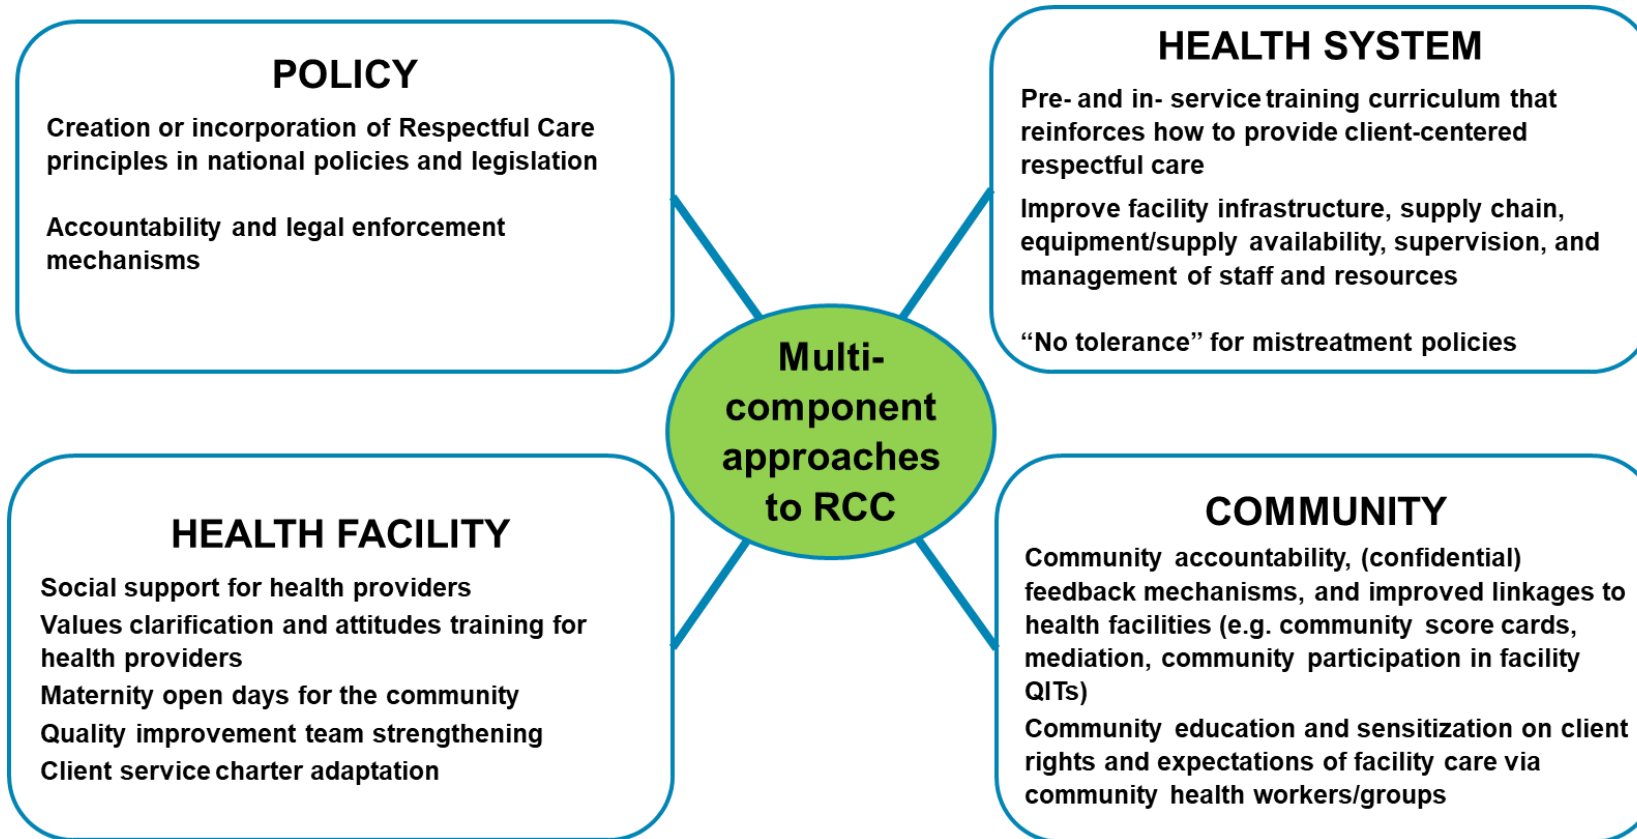 POLICY
Creation or incorporation of Respectful Care
principles in national policies and legislation
Accountability and legal enforcement
mechanisms
HEALTH SYSTEM
Pre- and in- service training curriculum that
reinforces how to provide client-centered
respectful care
Improve facility infrastructure, supply chain,
equipment/supply availability, supervision, and
management of staff and resources
“No tolerance” for mistreatment policies
Multi-
component
approaches
to RCC
HEALTH FACILITY
Social support for health providers
Values clarification and attitudes training for
health providers
Maternity open days for the community
Quality improvement team strengthening
Client service charter adaptation
COMMUNITY
Community accountability, (confidential)
feedback mechanisms, and improved linkages to
health facilities (e.g. community score cards,
mediation, community participation in facility
QITs)
Community education and sensitization on client
rights and expectations of facility care via
community health workers/groups